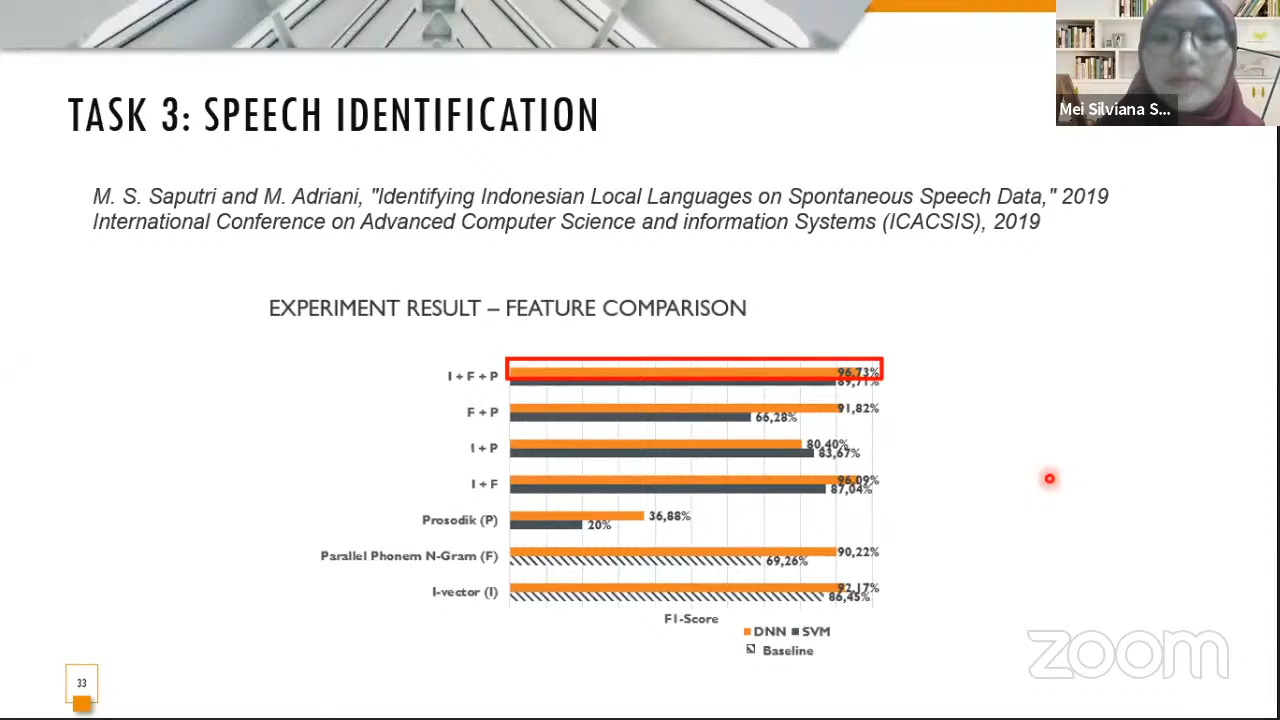 TASK 3: SPEECH IDENTIFICATION
Mei Silviana S...
M. S. Saputri and M. Adriani, "Identifying Indonesian Local Languages on Spontaneous Speech Data," 2019
International Conference on Advanced Computer Science and information Systems (ICACSIS), 2019
EXPERIMENT RESULT – FEATURE COMPARISON
I + F + P
96,73%
89,71%
F + P
91,82%
66,28%
I + P
80,40%
83,67%
I + F
96,09%
87,04%
Prosodik (P)
36,88%
20%
Parallel Phonem N-Gram (F)
90,22%
69,26%
I-vector (I)
92,17%
86,45%
F1-Score
DNN SVM
Baseline
zoom
33